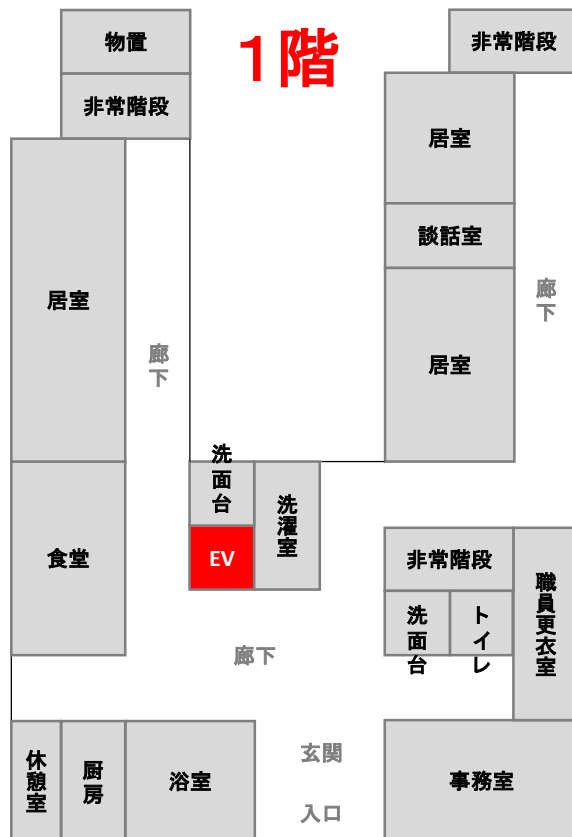 1階
物置
非常階段
非常階段
居室
談話室
居室
廊下
居室
廊下
洗面台
洗濯室
EV
食堂
非常階段
職員更衣室
洗面台
トイレ
廊下
休憩室
厨房
浴室
玄関
入口
事務室